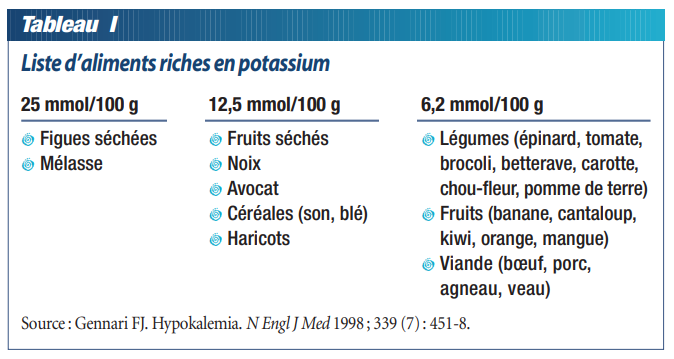 Tableau I
Liste d’aliments riches en potassium
25 mmol/100 g
Figues séchées
Mélasse
12,5 mmol/100 g
Fruits séchés
Noix
Avocat
Céréales (son, blé)
Haricots
6,2 mmol/100 g
Légumes (épinard, tomate,
brocoli, betterave, carotte,
chou-fleur, pomme de terre)
Fruits (banane, cantaloup,
kiwi, orange, mangue)
Viande (bœuf, porc,
agneau, veau)
Source : Gennari FJ. Hypokalemia. N Engl J Med 1998 ; 339 (7) : 451-8.